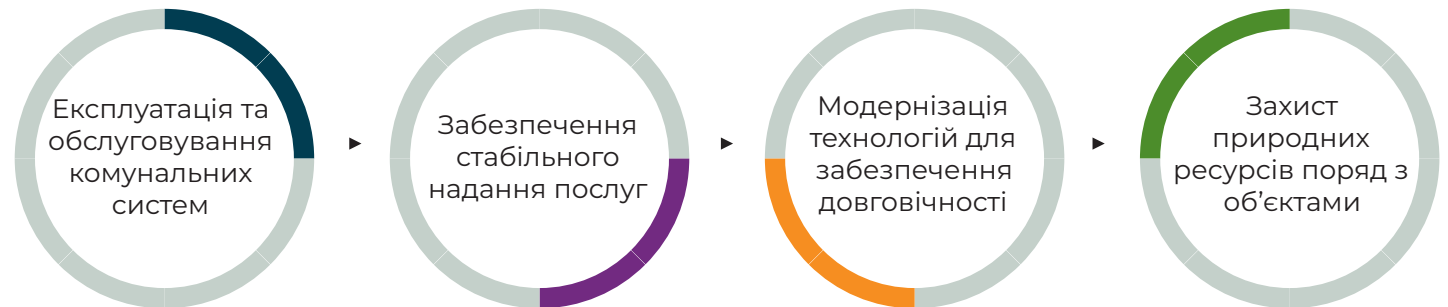 Експлуатація та
обслуговування
комунальних
систем
Забезпечення
стабільного
надання послуг
Модернізація
технологій для
забезпечення
довговічності
Захист
природних
ресурсів поряд з
об’єктами